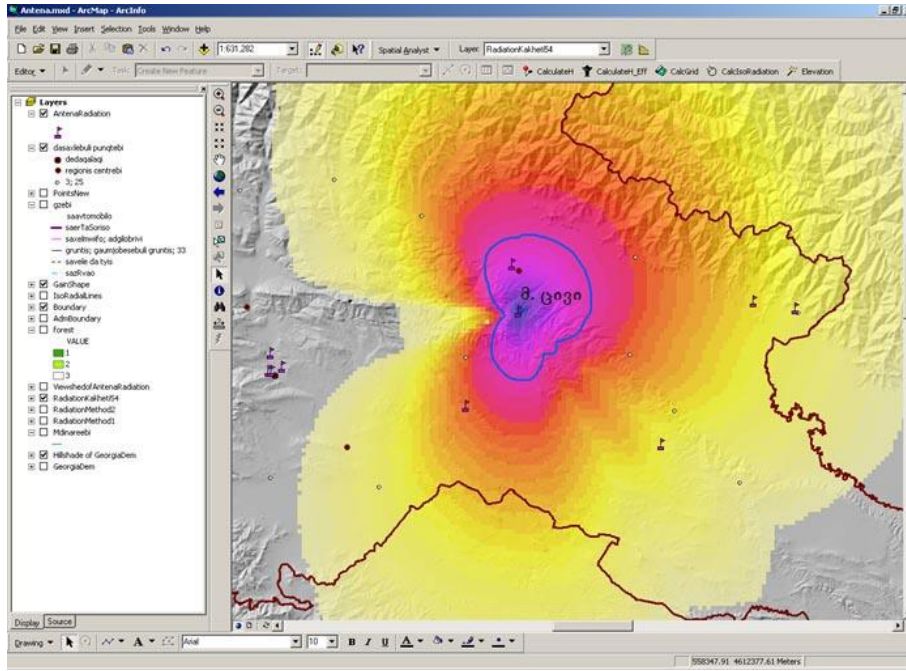 Antena.mxd - ArcMap - ArcInfo
File Edit View Insert Selection Tools Window Help
1:631,282 Spatial Analyst Layer: RadiationKakheti54
Editor Task: Create New Feature Target: CalculateH CalculateH_Eff CalcGrid CalcIsoRadiation Elevation
Layers
AntenaRadiation
dasaxlebuli punqtebi
dedaqalaqi
regionis centrebi
3; 25
PointsNew
gzebi
saavtomobilo
saerTaSoriso
saxelmwifo; adgilobrivi
gruntis; gaumjobesebuli gruntis; 33
savele da tyis
sazRvao
GainShape
IsoRadialLines
Boundary
AdmBoundary
forest
VALUE
1
2
3
ViewshedofAntenaRadiation
RadiationKakheti54
RadiationMethod2
RadiationMethod1
Mdinareebi
Hillshade of GeorgiaDem
GeorgiaDem
მ. ცივი
Display Source
Drawing A Arial 10 B I U A
558347.91 4612377.61 Meters